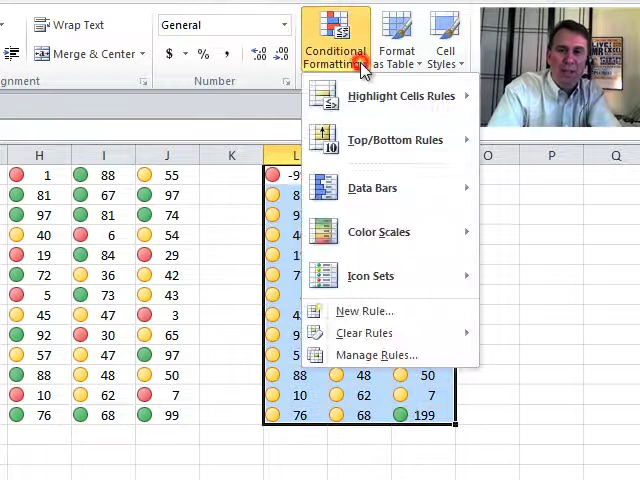 Wrap Text
General
Merge & Center
$ % , .00 .00
Conditional Formatting
Format as Table
Cell Styles
Number
Styles
Highlight Cells Rules
Top/Bottom Rules
Data Bars
Color Scales
Icon Sets
New Rule...
Clear Rules
Manage Rules...
H I J K L O P Q
1 88 55
81 67 97
97 81 74
40 6 54
19 84 29
72 36 42
5 73 43
45 47 3
92 30 65
57 47 97
88 48 50 88 48 50
10 62 7 10 62 7
76 68 99 76 68 199